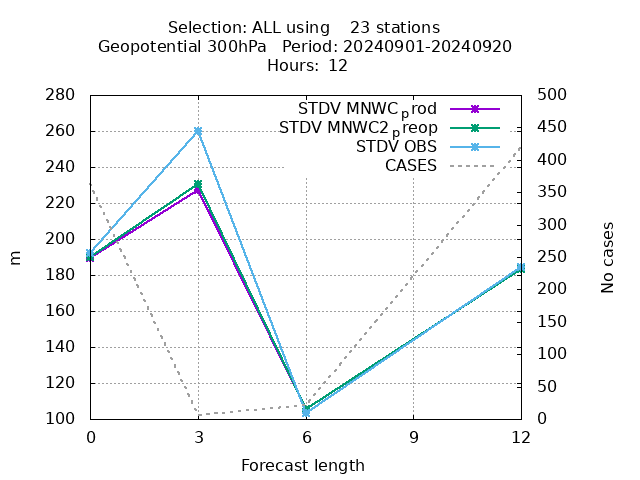 Selection: ALL using 23 stations
Geopotential 300hPa Period: 20240901-20240920
Hours: 12
280 500
STDV MNWC_prod
STDV MNWC2_preop
STDV OBS
CASES
260 450
240 400
220 350
200 300
180 250
160 200
140 150
120 100
100 50
0
m
No cases
0 3 6 9 12
Forecast length